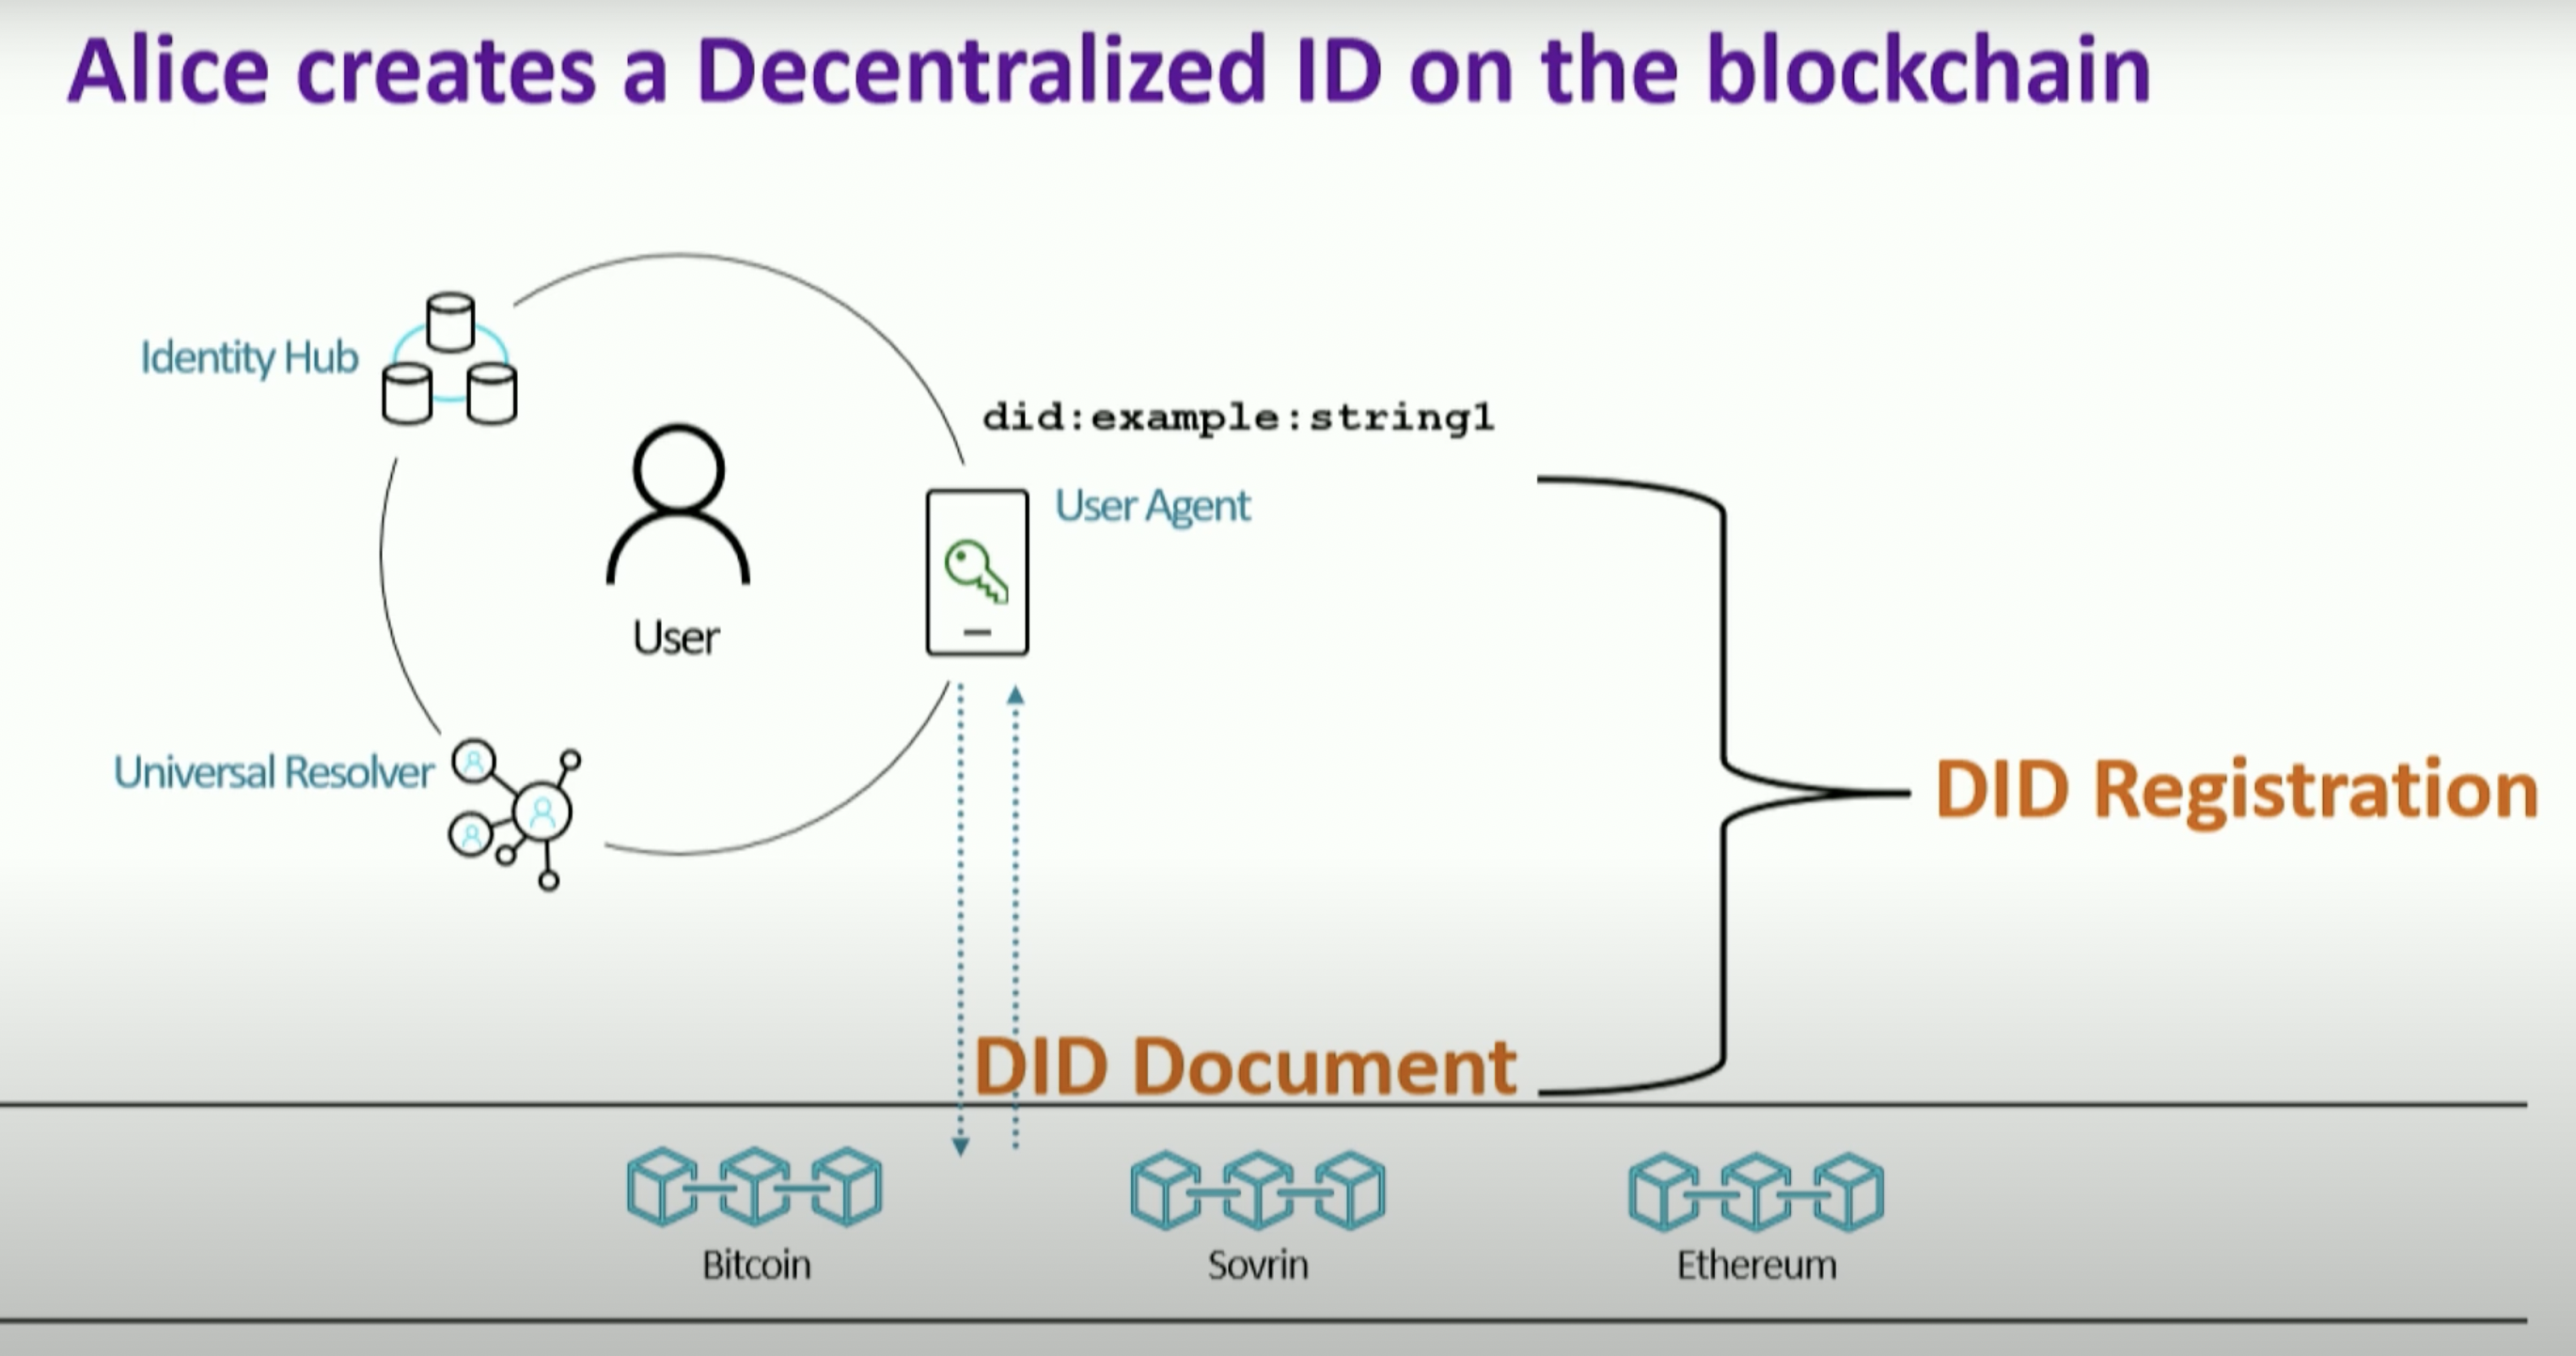 Alice creates a Decentralized ID on the blockchain
Identity Hub
did:example:string1
User Agent
User
Universal Resolver
DID Registration
DID Document
Bitcoin
Sovrin
Ethereum